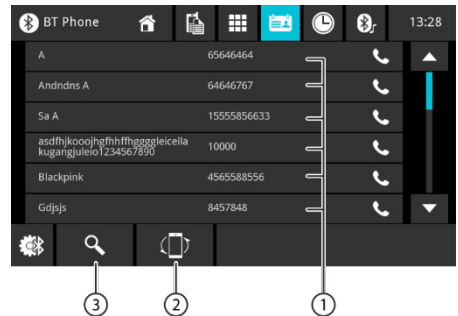 BT Phone 13:28
A 65646464
Andndns A 64646767
Sa A 15555856633
asdfhjkooojhgfhhffhggggleicella
kugangjuleio1234567890 10000
Blackpink 4565588556
Gdjsjs 8457848
3 2 1